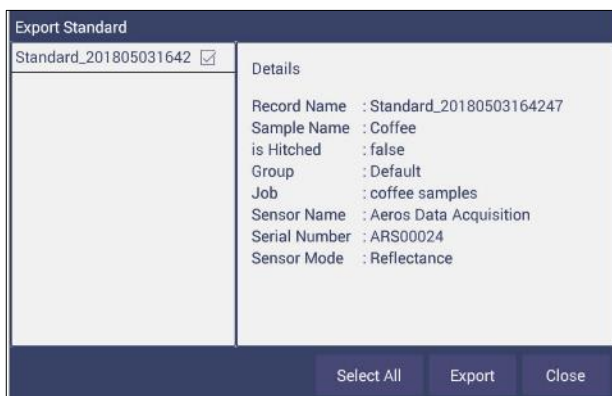 Export Standard
Standard_201805031642
Details
Record Name : Standard_20180503164247
Sample Name : Coffee
is Hitched : false
Group : Default
Job : coffee samples
Sensor Name : Aeros Data Acquisition
Serial Number : ARS00024
Sensor Mode : Reflectance
Select All Export Close